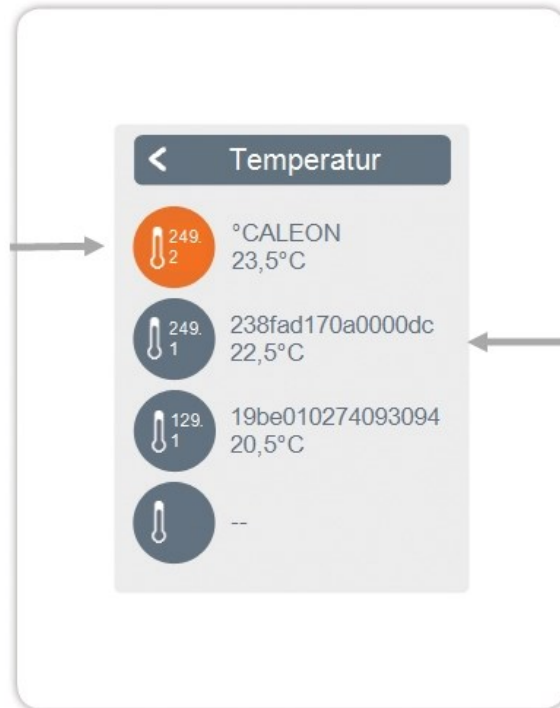 Temperatur
249.
2
°CALEON
23,5°C
249.
1
238fad170a0000dc
22,5°C
129.
1
19be010274093094
20,5°C
--